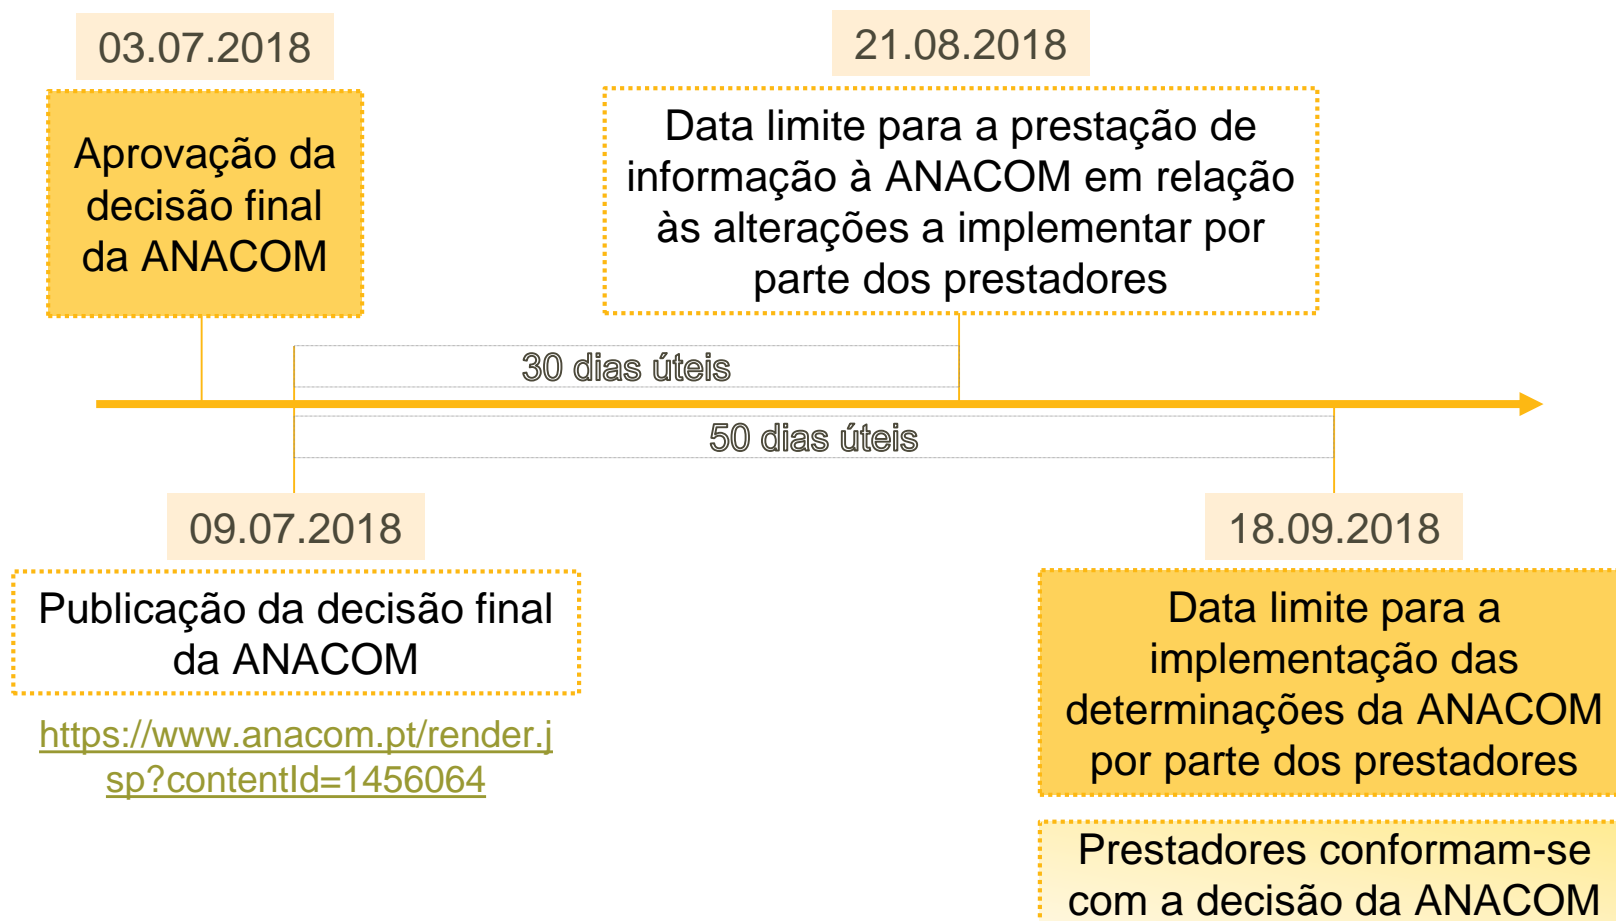 03.07.2018
Aprovação da
decisão final
da ANACOM
21.08.2018
Data limite para a prestação de
informação à ANACOM em relação
às alterações a implementar por
parte dos prestadores
30 dias úteis
50 dias úteis
09.07.2018
Publicação da decisão final
da ANACOM
https://www.anacom.pt/render.j
sp?contentId=1456064
18.09.2018
Data limite para a
implementação das
determinações da ANACOM
por parte dos prestadores
Prestadores conformam-se
com a decisão da ANACOM